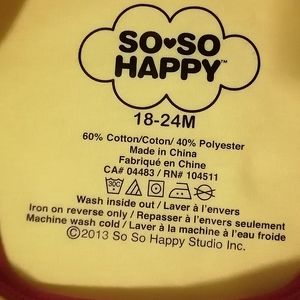 SO♥SO
HAPPY™
18-24M
60% Cotton/Coton/ 40% Polyester
Made in China
Fabriqué en Chine
CA# 04483 / RN# 104511
Wash inside out / Laver à l'envers
Iron on reverse only / Repasser à l'envers seulement
Machine wash cold / Laver à la machine à l'eau froide
©2013 So So Happy Studio Inc.